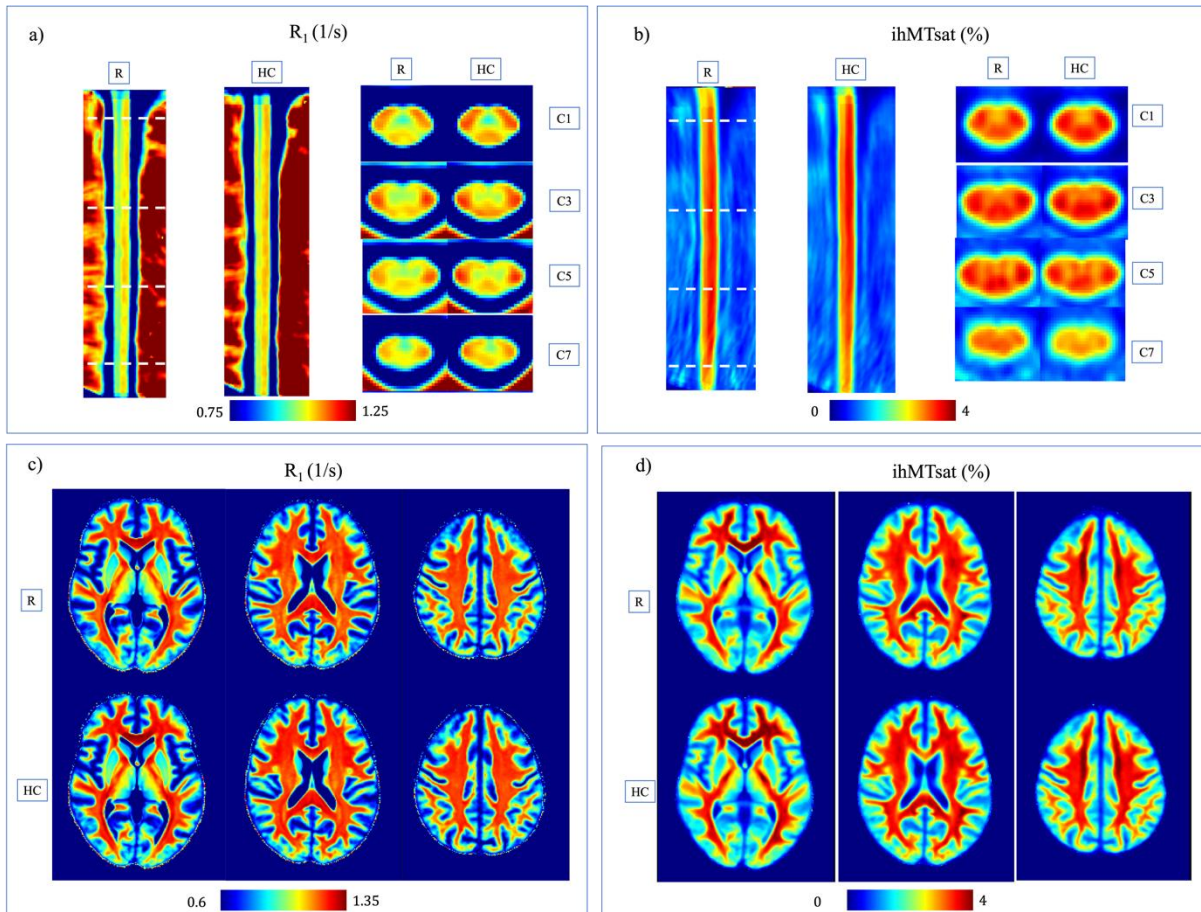 a)
R₁ (1/s)
R
HC
R
HC
C1
C3
C5
C7
0.75
1.25
b)
ihMTsat (%)
R
HC
R
HC
C1
C3
C5
C7
0
4
c)
R₁ (1/s)
R
HC
0.6
1.35
d)
ihMTsat (%)
R
HC
0
4